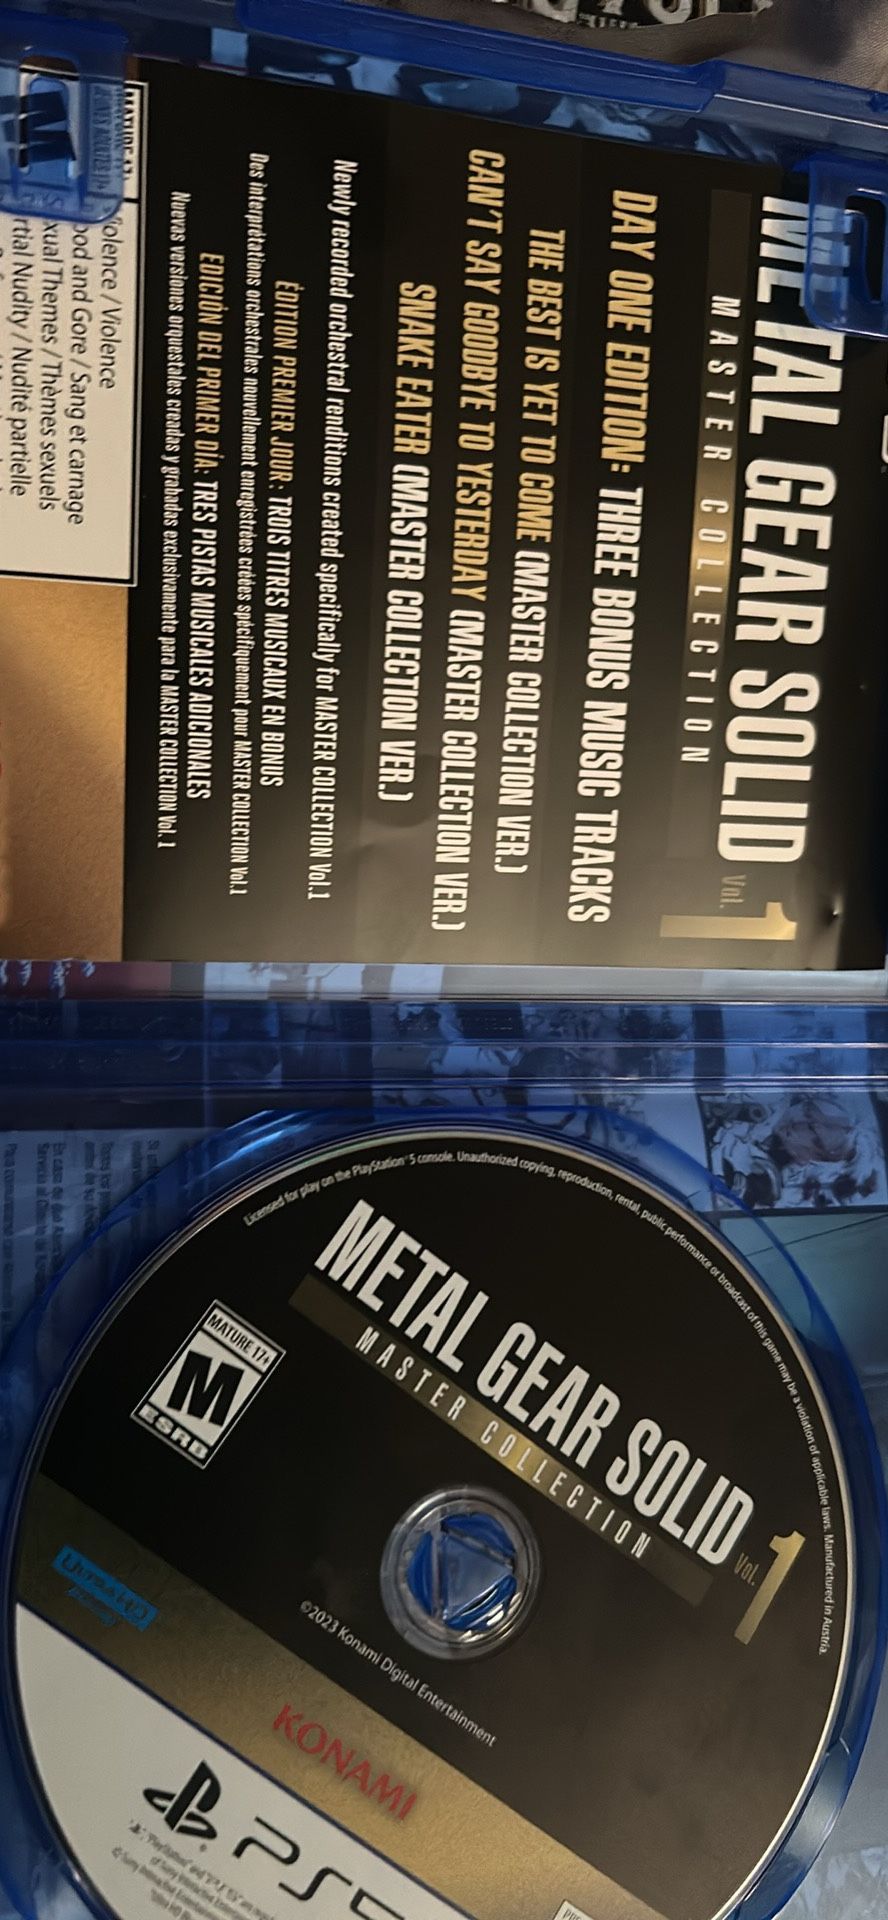 METAL GEAR SOLID Vol. 1
MASTER COLLECTION
DAY ONE EDITION: THREE BONUS MUSIC TRACKS
THE BEST IS YET TO COME (MASTER COLLECTION VER.)
CAN'T SAY GOODBYE TO YESTERDAY (MASTER COLLECTION VER.)
SNAKE EATER (MASTER COLLECTION VER.)
Newly recorded orchestral renditions created specifically for MASTER COLLECTION Vol.1
ÉDITION PREMIER JOUR: TROIS TITRES MUSICAUX EN BONUS
Des interprétations orchestrales nouvellement enregistrées créées spécifiquement pour MASTER COLLECTION Vol.1
EDICIÓN DEL PRIMER DÍA: TRES PISTAS MUSICALES ADICIONALES
Nuevas versiones orquestales creadas y grabadas exclusivamente para la MASTER COLLECTION Vol. 1
M
Violence / Violence
ood and Gore / Sang et carnage
xual Themes / Thèmes sexuels
rtial Nudity / Nudité partielle
Licensed for play on the PlayStation®5 console. Unauthorized copying, reproduction, rental, public performance or broadcast of this game may be a violation of applicable laws. Manufactured in Austria.
METAL GEAR SOLID Vol. 1
MASTER COLLECTION
MATURE 17+
M
ESRB
©2023 Konami Digital Entertainment
ULTRA HD
KONAMI
PS5